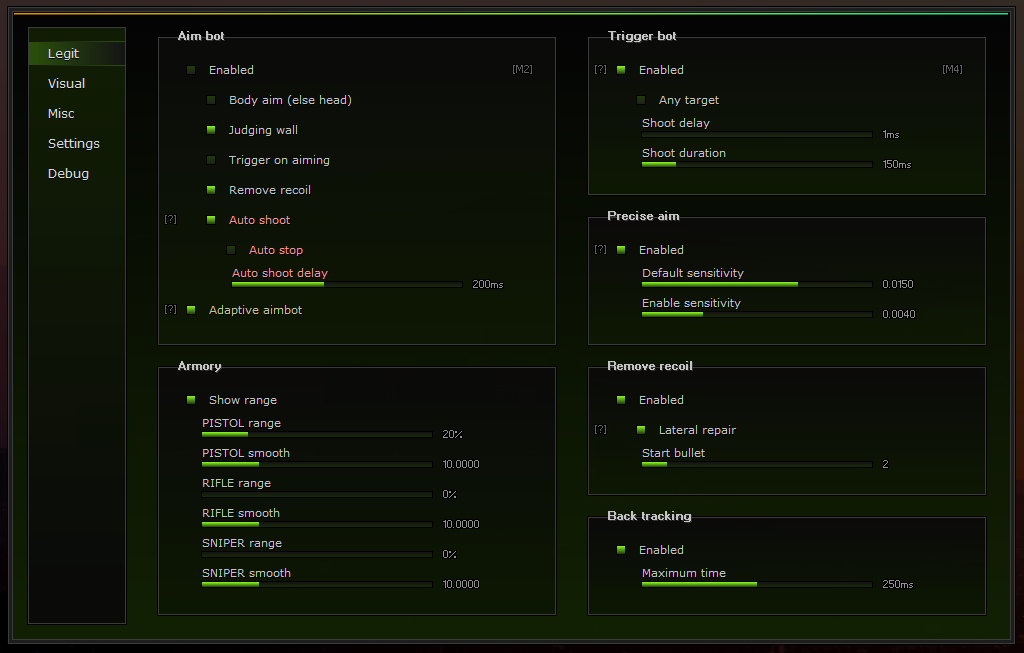 Legit
Visual
Misc
Settings
Debug
Aim bot
Enabled [M2]
Body aim (else head)
Judging wall
Trigger on aiming
Remove recoil
[?] Auto shoot
Auto stop
Auto shoot delay
200ms
[?] Adaptive aimbot
Armory
Show range
PISTOL range
20%
PISTOL smooth
10.0000
RIFLE range
0%
RIFLE smooth
10.0000
SNIPER range
0%
SNIPER smooth
10.0000
Trigger bot
[?] Enabled [M4]
Any target
Shoot delay
1ms
Shoot duration
150ms
Precise aim
[?] Enabled
Default sensitivity
0.0150
Enable sensitivity
0.0040
Remove recoil
Enabled
[?] Lateral repair
Start bullet
2
Back tracking
Enabled
Maximum time
250ms